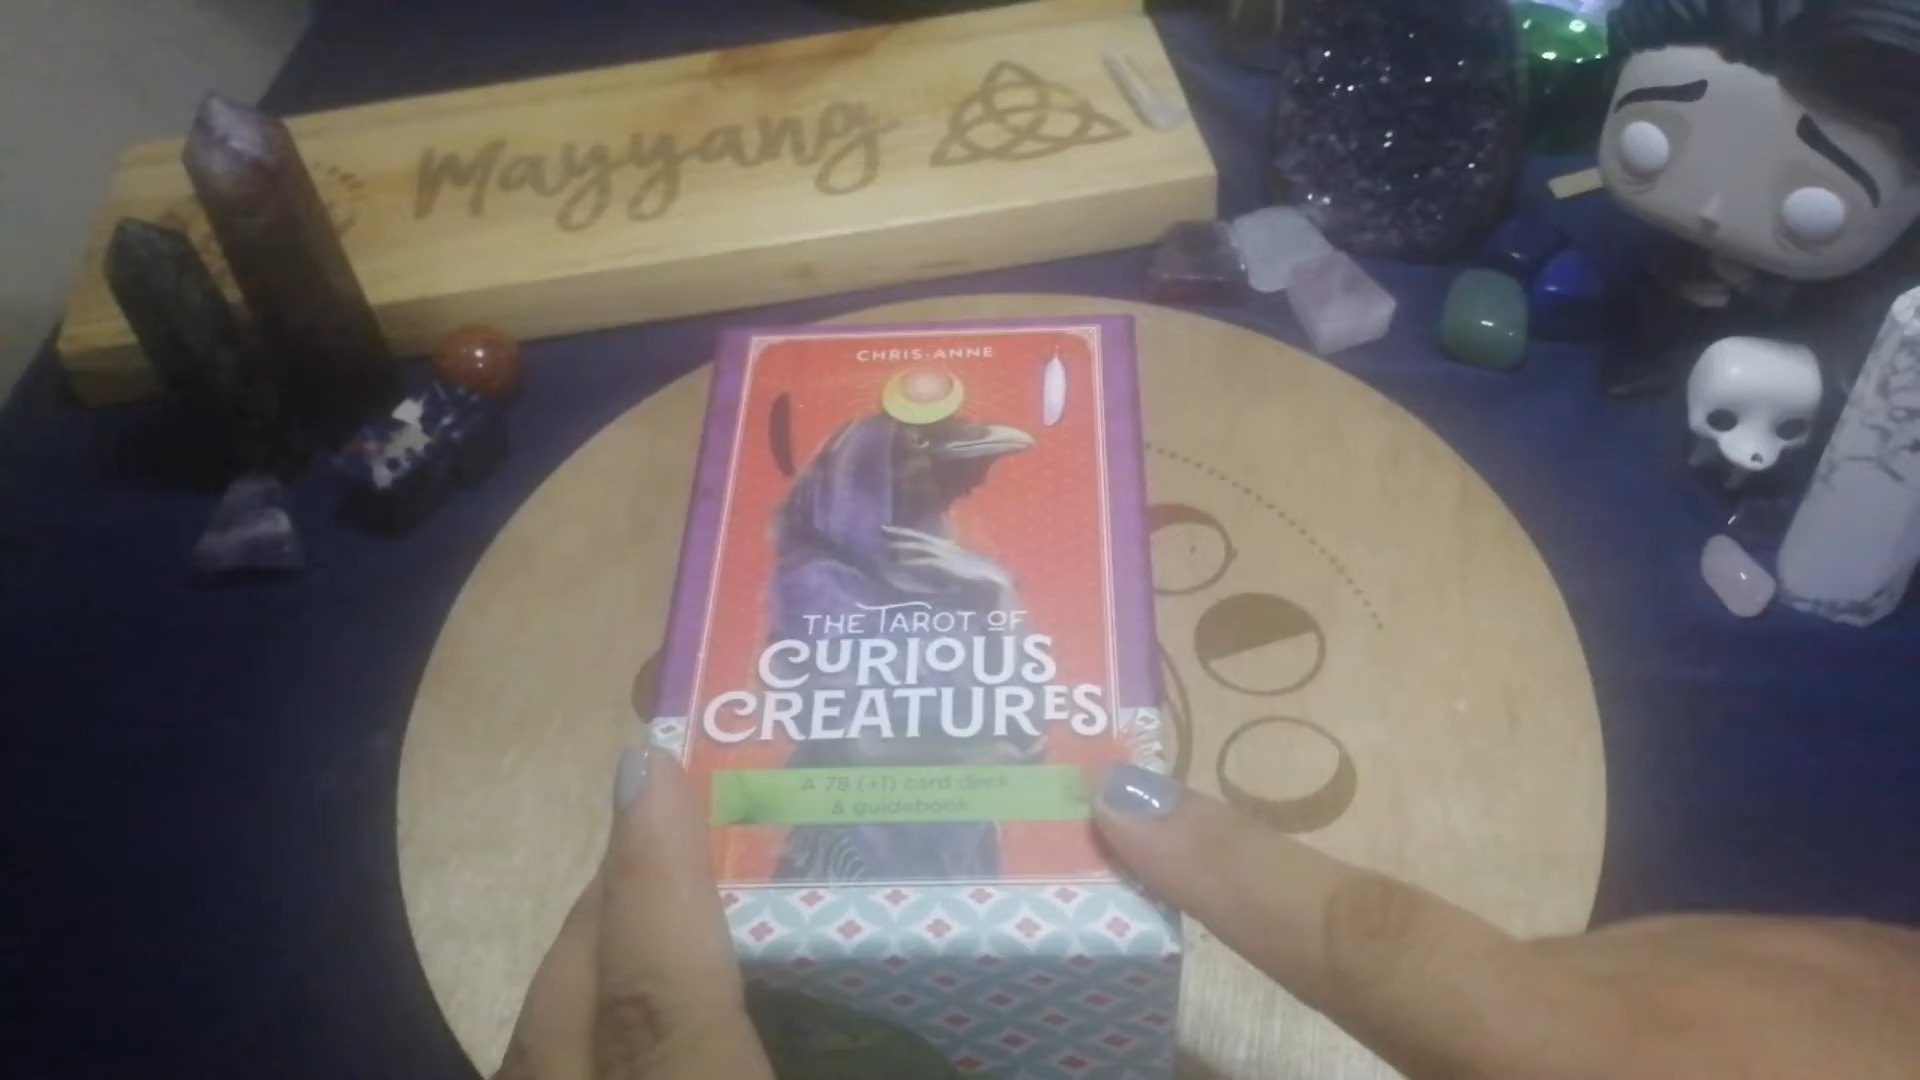 Mayyang
CHRIS-ANNE
THE TAROT OF
CURIOUS
CREATURES
A 78 (+1) card deck
& guidebook